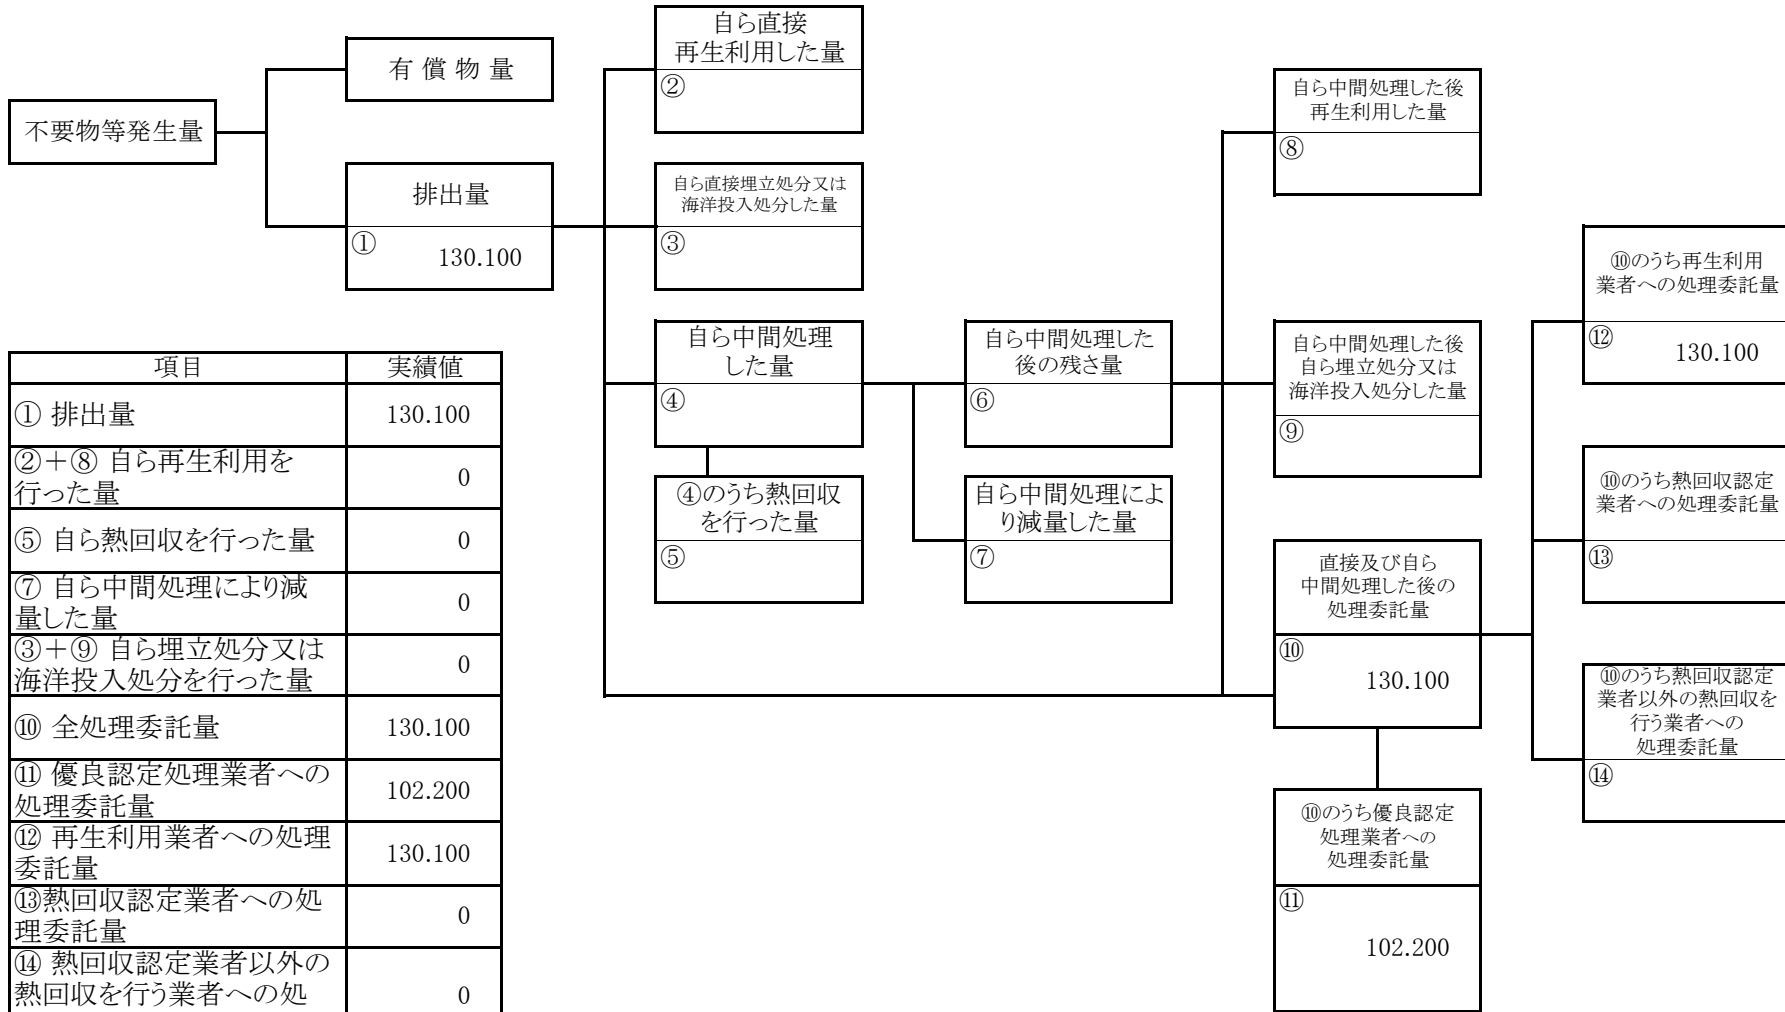 不要物等発生量
有 償 物 量
排出量
①
130.100
自ら直接
再生利用した量
②
自ら直接埋立処分又は
海洋投入処分した量
③
自ら中間処理
した量
④
④のうち熱回収
を行った量
⑤
自ら中間処理した
後の残さ量
⑥
自ら中間処理によ
り減量した量
⑦
自ら中間処理した後
再生利用した量
⑧
自ら中間処理した後
自ら埋立処分又は
海洋投入処分した量
⑨
直接及び自ら
中間処理した後の
処理委託量
⑩
130.100
⑩のうち優良認定
処理業者への
処理委託量
⑪
102.200
⑩のうち再生利用
業者への処理委託量
⑫
130.100
⑩のうち熱回収認定
業者への処理委託量
⑬
⑩のうち熱回収認定
業者以外の熱回収を
行う業者への
処理委託量
⑭
項目 実績値
① 排出量 130.100
②+⑧ 自ら再生利用を
行った量 0
⑤ 自ら熱回収を行った量 0
⑦ 自ら中間処理により減
量した量 0
③+⑨ 自ら埋立処分又は
海洋投入処分を行った量 0
⑩ 全処理委託量 130.100
⑪ 優良認定処理業者への
処理委託量 102.200
⑫ 再生利用業者への処理
委託量 130.100
⑬熱回収認定業者への処
理委託量 0
⑭ 熱回収認定業者以外の
熱回収を行う業者への処 0